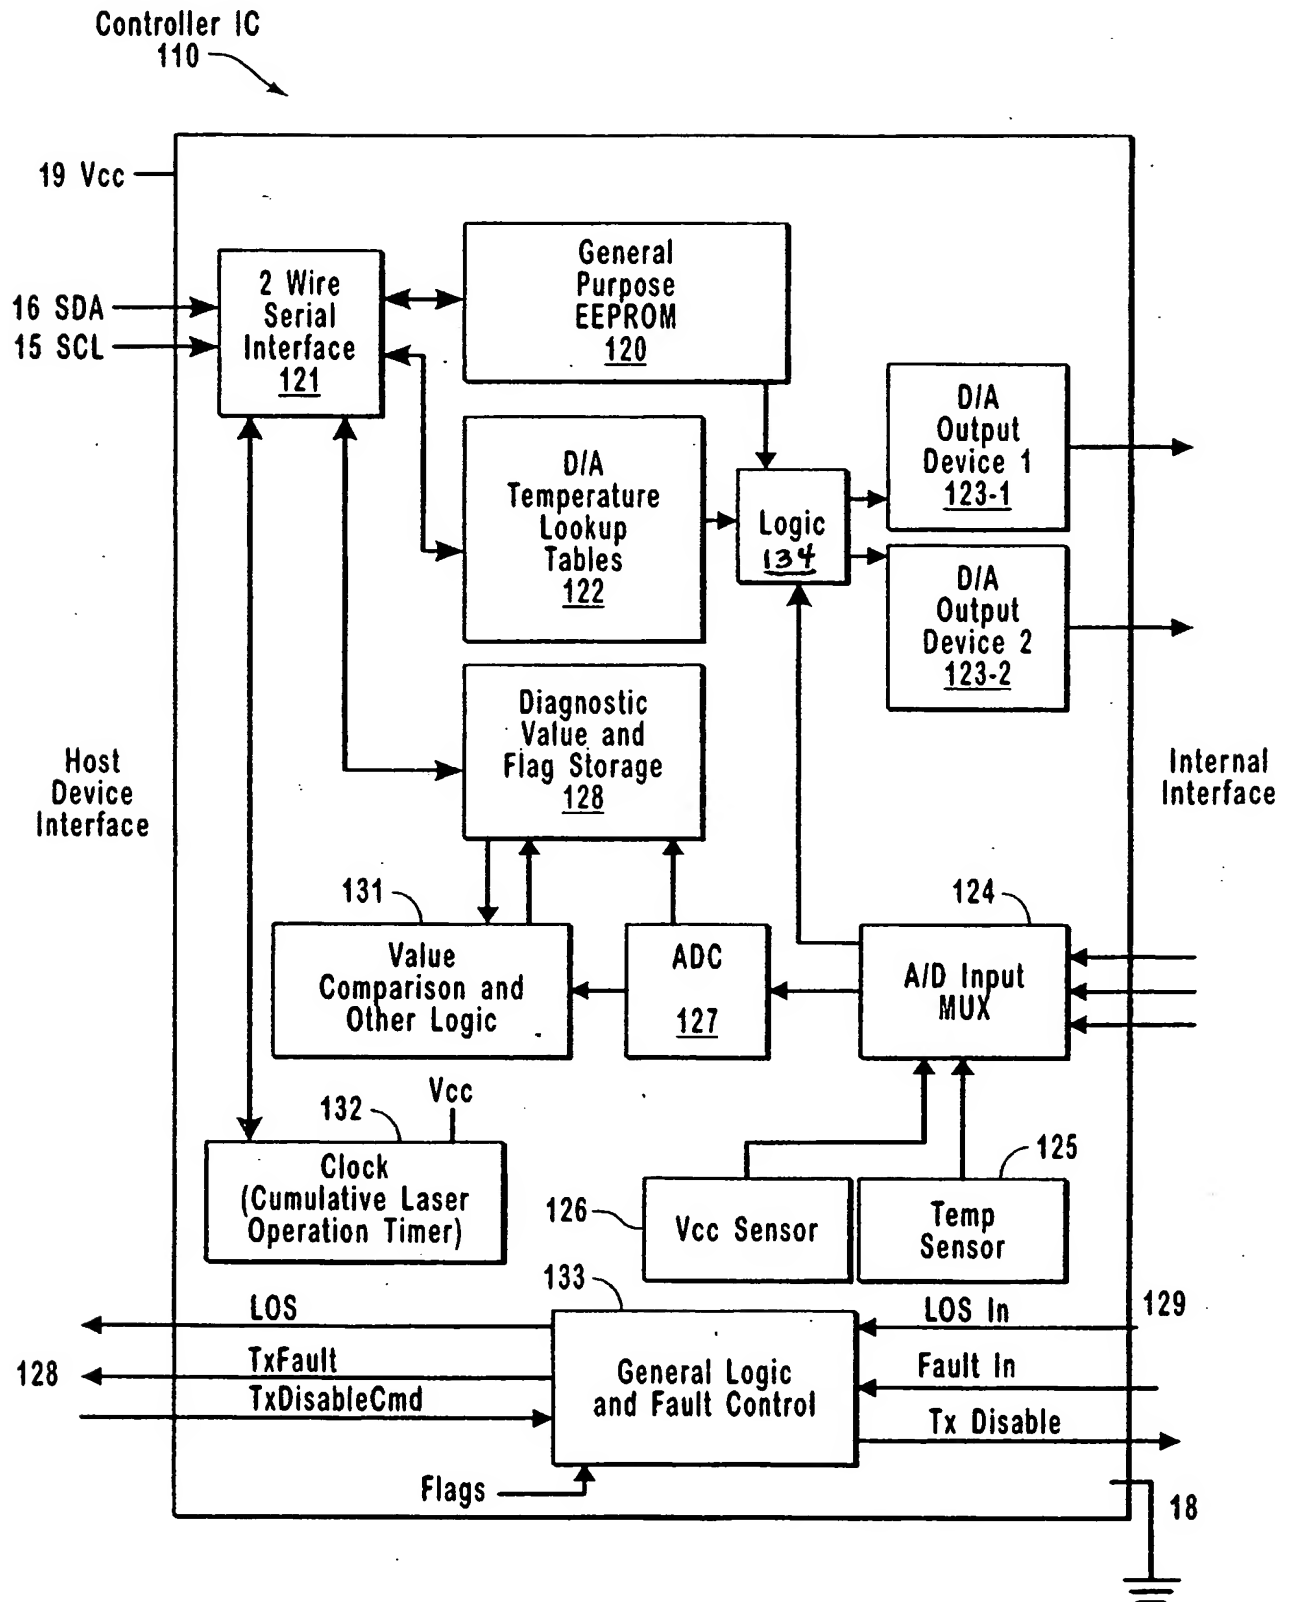 Controller IC
110
19 Vcc
16 SDA
15 SCL
2 Wire
Serial
Interface
121
General
Purpose
EEPROM
120
D/A
Temperature
Lookup
Tables
122
Logic
134
D/A
Output
Device 1
123-1
D/A
Output
Device 2
123-2
Diagnostic
Value and
Flag Storage
128
Host
Device
Interface
Internal
Interface
131
Value
Comparison and
Other Logic
ADC
127
124
A/D Input
MUX
132
Vcc
Clock
(Cumulative Laser
Operation Timer)
126
Vcc Sensor
125
Temp
Sensor
133
General Logic
and Fault Control
LOS
TxFault
TxDisableCmd
128
Flags
LOS In
129
Fault In
Tx Disable
18